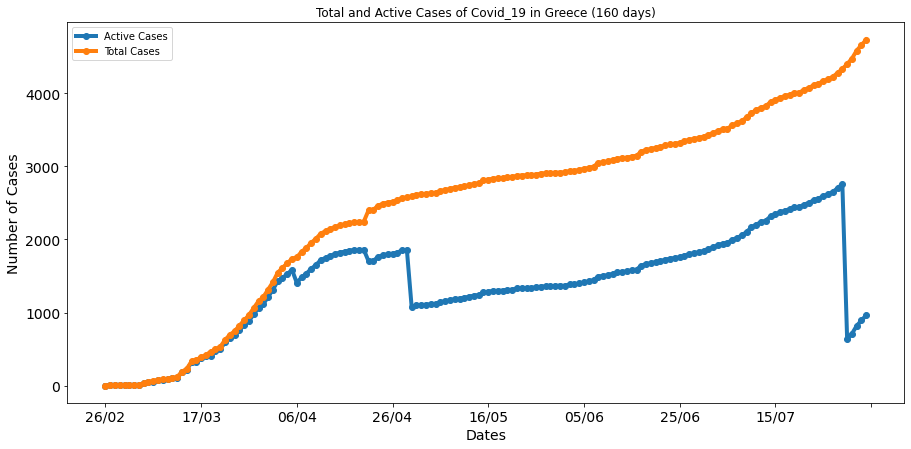 Total and Active Cases of Covid_19 in Greece (160 days)
Active Cases
Total Cases
Number of Cases
4000
3000
2000
1000
0
26/02 17/03 06/04 26/04 16/05 05/06 25/06 15/07
Dates